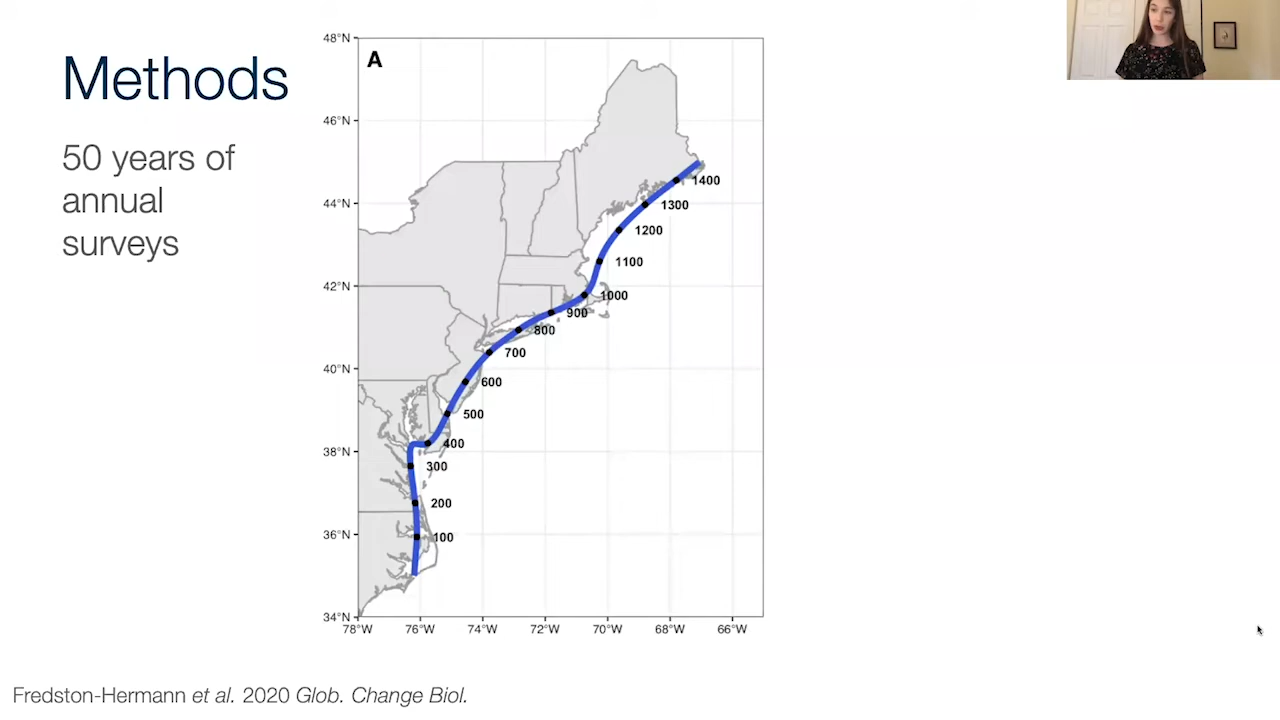 Methods
50 years of
annual
surveys
A
48°N
46°N
44°N
42°N
40°N
38°N
36°N
34°N
1400
1300
1200
1100
1000
900
800
700
600
500
400
300
200
100
78°W 76°W 74°W 72°W 70°W 68°W 66°W
Fredston-Hermann et al. 2020 Glob. Change Biol.